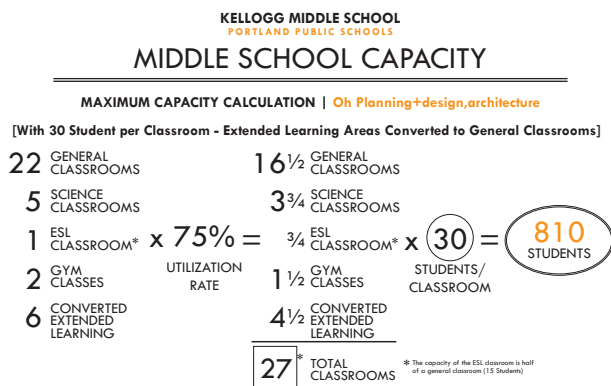 KELLOGG MIDDLE SCHOOL
PORTLAND PUBLIC SCHOOLS
MIDDLE SCHOOL CAPACITY
MAXIMUM CAPACITY CALCULATION | Oh Planning+design,architecture
[With 30 Student per Classroom - Extended Learning Areas Converted to General Classrooms]
22 GENERAL CLASSROOMS
5 SCIENCE CLASSROOMS
1 ESL CLASSROOM*
2 GYM CLASSES
6 CONVERTED EXTENDED LEARNING
x 75% =
UTILIZATION
RATE
16½ GENERAL CLASSROOMS
3¾ SCIENCE CLASSROOMS
¾ ESL CLASSROOM*
1½ GYM CLASSES
4½ CONVERTED EXTENDED LEARNING
27* TOTAL CLASSROOMS
x 30 =
STUDENTS/
CLASSROOM
810
STUDENTS
* The capacity of the ESL classroom is half
of a general classroom (15 Students)